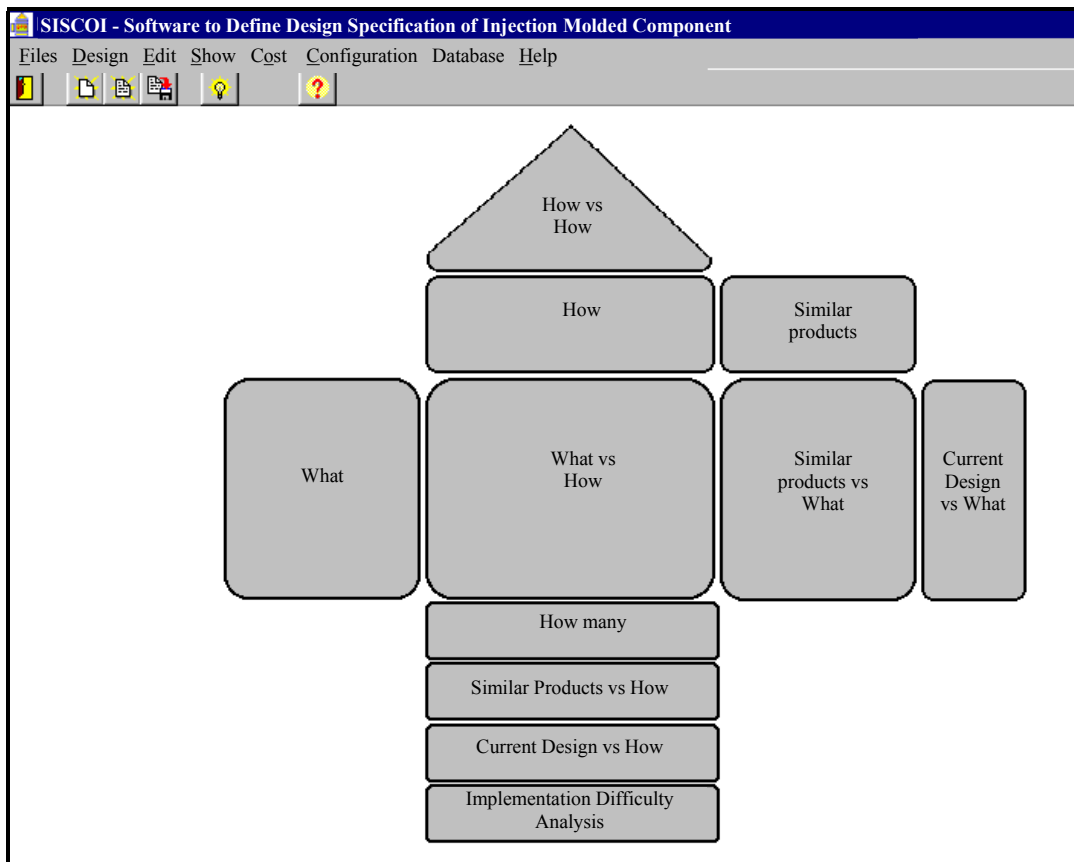 SISCOI - Software to Define Design Specification of Injection Molded Component
Files Design Edit Show Cost Configuration Database Help
?
How vs
How
How
Similar
products
What
What vs
How
Similar
products vs
What
Current
Design
vs What
How many
Similar Products vs How
Current Design vs How
Implementation Difficulty
Analysis